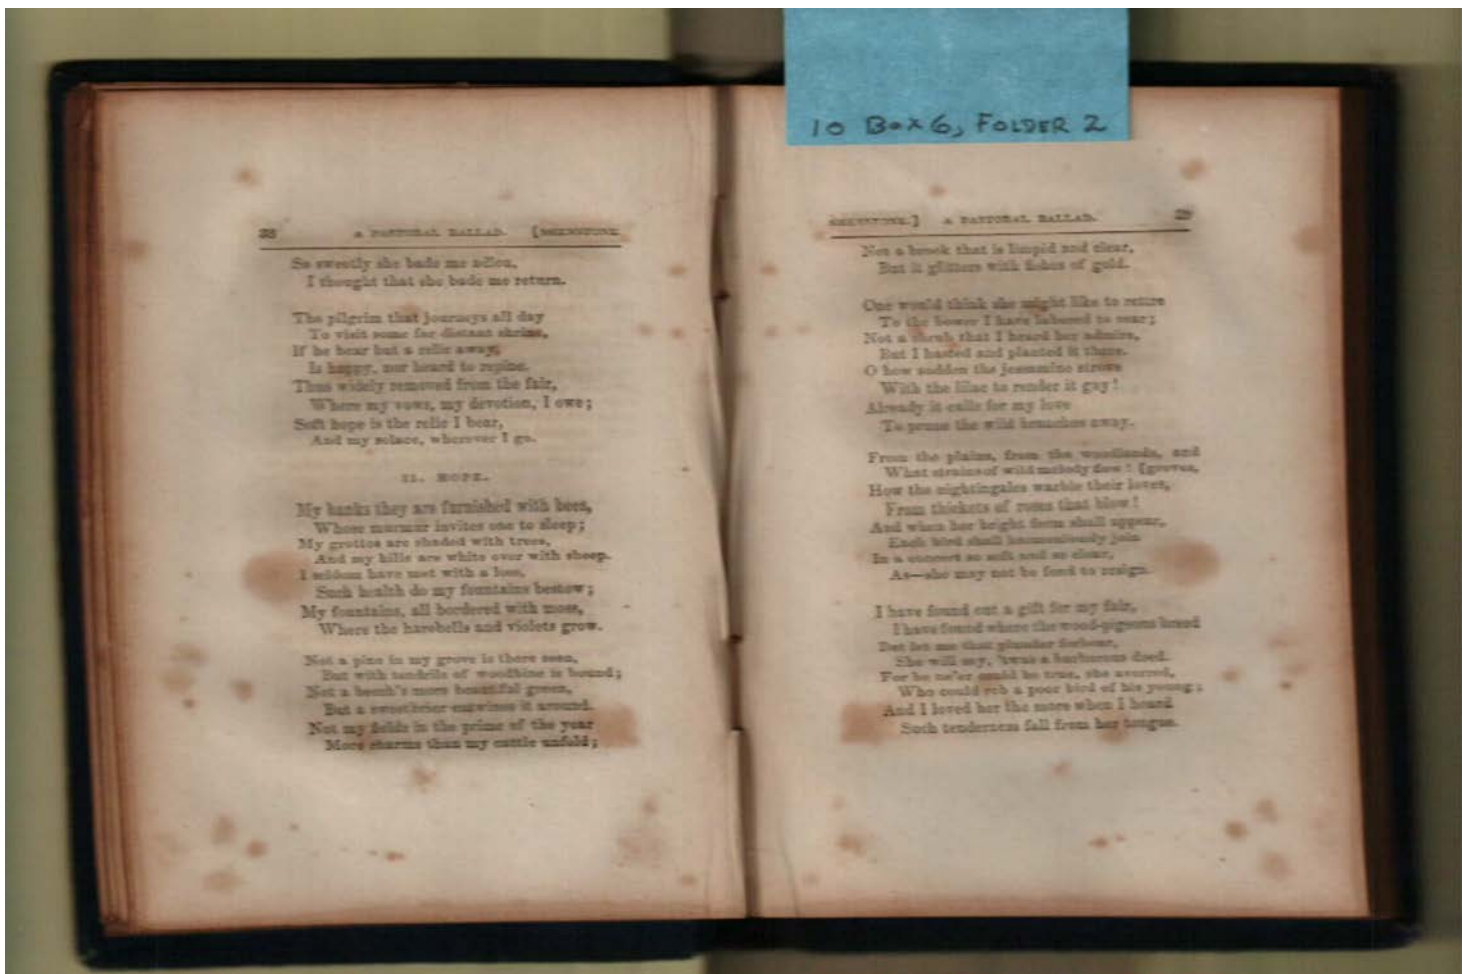 10 Box 6, FOLDER 2
38 A PASTORAL BALLAD. [SHENSTONE
So sweetly she bade me adieu,
I thought that she bade me return.
The pilgrim that journeys all day
To visit some far distant shrine,
If he bear but a relic away,
Is happy, nor heard to repine.
Thus widely removed from the fair,
Where my vows, my devotion, I owe;
Soft hope is the relic I bear,
And my solace, wherever I go.
II. HOPE.
My banks they are furnished with bees,
Whose murmur invites one to sleep;
My grottos are shaded with trees,
And my hills are white over with sheep.
I seldom have met with a loss,
Such health do my fountains bestow;
My fountains, all bordered with moss,
Where the harebells and violets grow.
Not a pine in my grove is there seen,
But with tendrils of woodbine is bound;
Not a beech's more beautiful green,
But a sweetbrier entwines it around.
Not my fields in the prime of the year
More charms than my cattle unfold;
SHENSTONE.] A PASTORAL BALLAD.
Not a brook that is limpid and clear,
But it glitters with fishes of gold.
One would think she might like to retire
To the bower I have labored to rear;
Not a shrub that I heard her admire,
But I hasted and planted it there.
O how sudden the jessamine strove
With the lilac to render it gay!
Already it calls for my love
To prune the wild branches away.
From the plains, from the woodlands, and
What strains of wild melody flow! [groves,
How the nightingales warble their loves,
From thickets of roses that blow!
And when her bright form shall appear,
Each bird shall harmoniously join
In a concert so soft and so clear,
As—she may not be fond to resign.
I have found out a gift for my fair,
I have found where the wood-pigeons breed
But let me that plunder forbear,
She will say, 'twas a barbarous deed.
For he ne'er could be true, she averred,
Who could rob a poor bird of his young;
And I loved her the more when I heard
Such tenderness fall from her tongue.